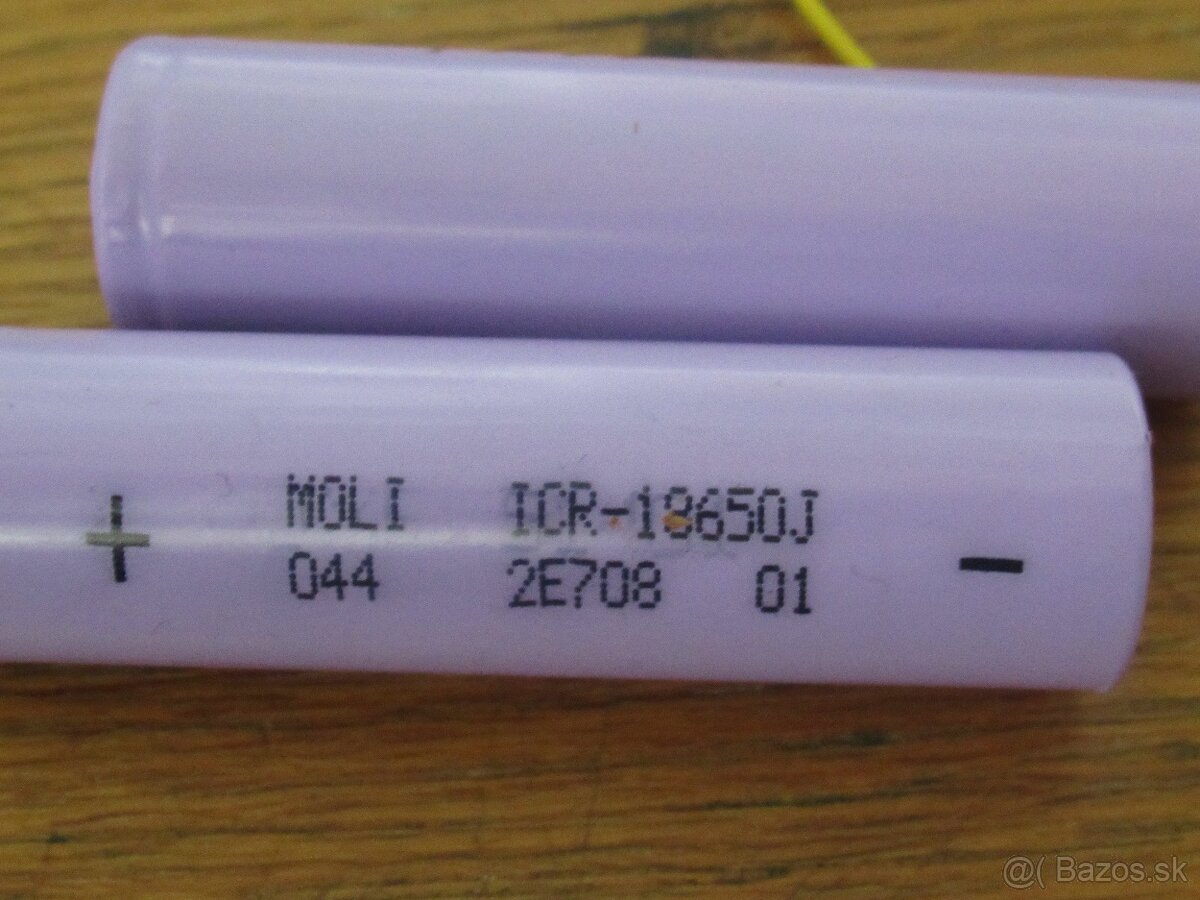 + MOLI ICR-18650J -
044 2E708 01
@( Bazos.sk